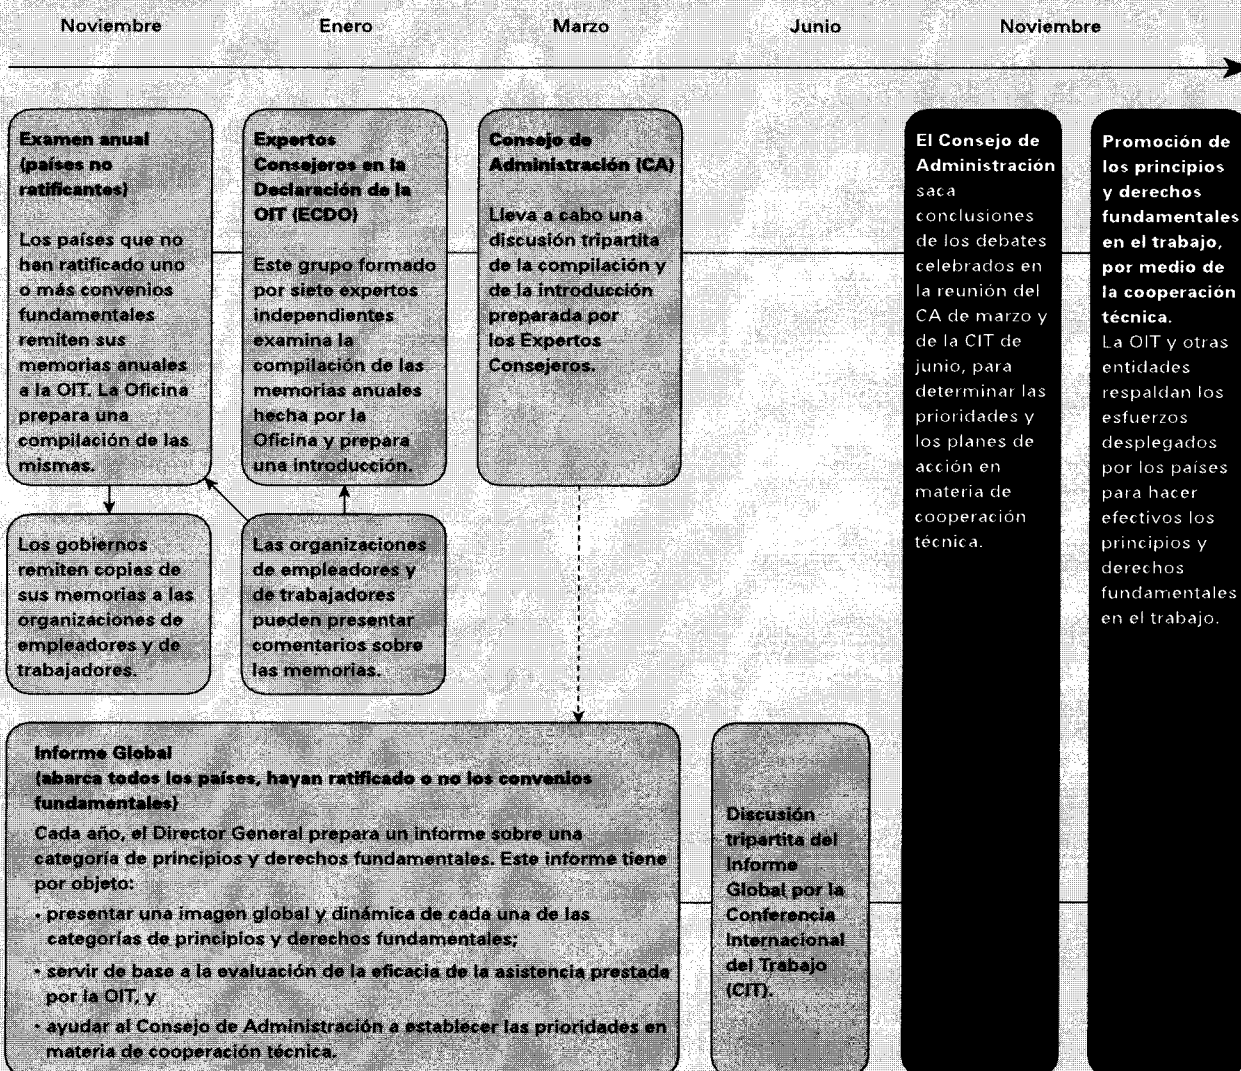 Noviembre Enero Marzo Junio Noviembre
Examen anual
(países no
ratificantes)
Los países que no
han ratificado uno
o más convenios
fundamentales
remiten sus
memorias anuales
a la OIT. La Oficina
prepara una
compilación de las
mismas.
Expertos
Consejeros en la
Declaración de la
OIT (ECDO)
Este grupo formado
por siete expertos
independientes
examina la
compilación de las
memorias anuales
hecha por la
Oficina y prepara
una introducción.
Consejo de
Administración (CA)
Lleva a cabo una
discusión tripartita
de la compilación y
de la introducción
preparada por
los Expertos
Consejeros.
El Consejo de
Administración
saca
conclusiones
de los debates
celebrados en
la reunión del
CA de marzo y
de la CIT de
junio, para
determinar las
prioridades y
los planes de
acción en
materia de
cooperación
técnica.
Promoción de
los principios
y derechos
fundamentales
en el trabajo,
por medio de
la cooperación
técnica.
La OIT y otras
entidades
respaldan los
esfuerzos
desplegados
por los países
para hacer
efectivos los
principios y
derechos
fundamentales
en el trabajo.
Los gobiernos
remiten copias de
sus memorias a las
organizaciones de
empleadores y de
trabajadores.
Las organizaciones
de empleadores y
de trabajadores
pueden presentar
comentarios sobre
las memorias.
Informe Global
(abarca todos los países, hayan ratificado o no los convenios
fundamentales)
Cada año, el Director General prepara un informe sobre una
categoría de principios y derechos fundamentales. Este informe tiene
por objeto:
· presentar una imagen global y dinámica de cada una de las
categorías de principios y derechos fundamentales;
· servir de base a la evaluación de la eficacia de la asistencia prestada
por la OIT, y
· ayudar al Consejo de Administración a establecer las prioridades en
materia de cooperación técnica.
Discusión
tripartita del
Informe
Global por la
Conferencia
Internacional
del Trabajo
(CIT).